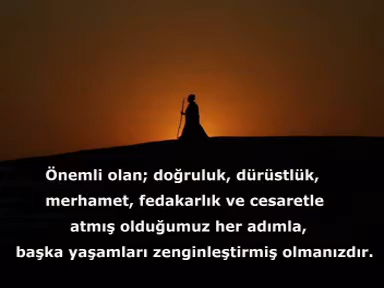 Önemli olan; doğruluk, dürüstlük,
merhamet, fedakarlık ve cesaretle
atmış olduğumuz her adımla,
başka yaşamları zenginleştirmiş olmanızdır.